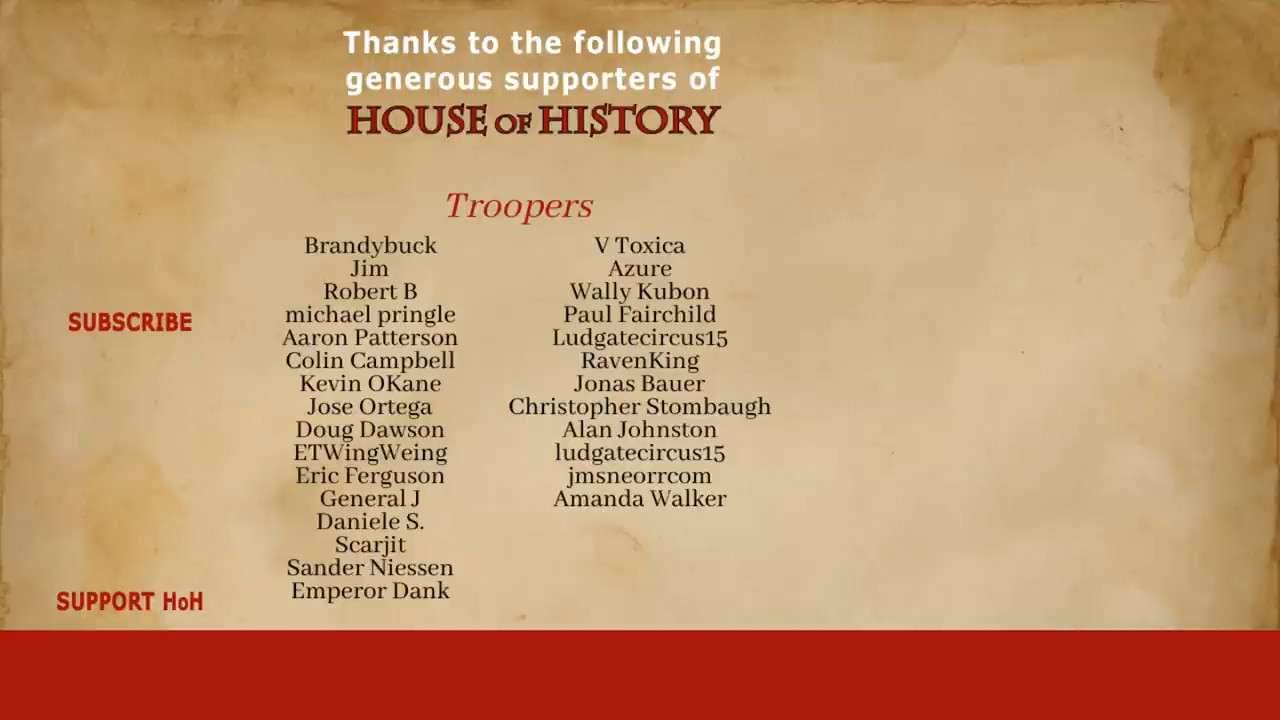 Thanks to the following
generous supporters of
HOUSE OF HISTORY
Troopers
Brandybuck
Jim
Robert B
michael pringle
Aaron Patterson
Colin Campbell
Kevin OKane
Jose Ortega
Doug Dawson
ETWingWeing
Eric Ferguson
General J
Daniele S.
Scarjit
Sander Niessen
Emperor Dank
V Toxica
Azure
Wally Kubon
Paul Fairchild
Ludgatecircus15
RavenKing
Jonas Bauer
Christopher Stombaugh
Alan Johnston
ludgatecircus15
jmsneorrcom
Amanda Walker
SUBSCRIBE
SUPPORT HoH